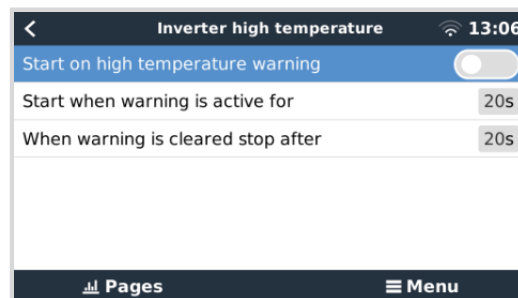 Inverter high temperature 13:06
Start on high temperature warning
Start when warning is active for 20s
When warning is cleared stop after 20s
Pages Menu